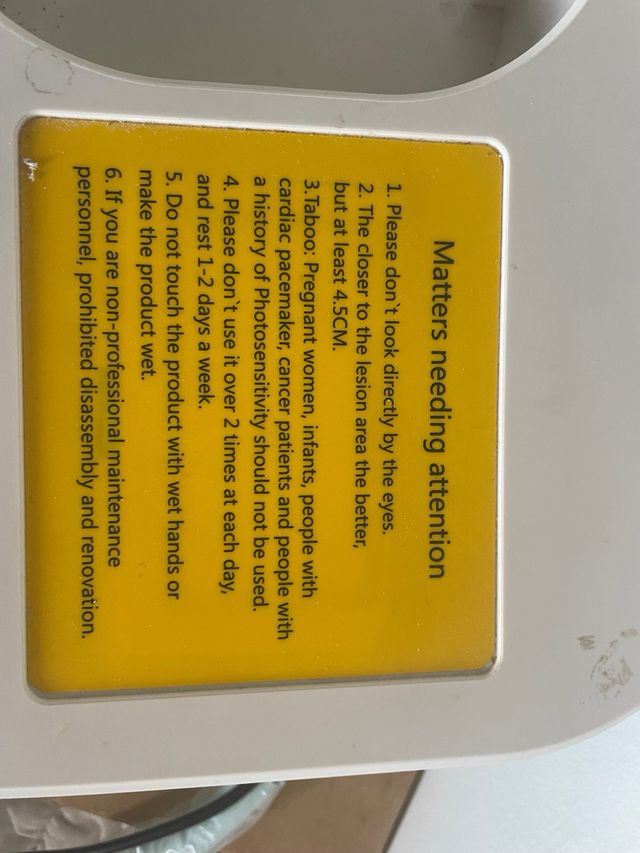 Matters needing attention
1. Please don`t look directly by the eyes.
2. The closer to the lesion area the better,
but at least 4.5CM.
3.Taboo: Pregnant women, infants, people with
cardiac pacemaker, cancer patients and people with
a history of Photosensitivity should not be used.
4. Please don`t use it over 2 times at each day,
and rest 1-2 days a week.
5. Do not touch the product with wet hands or
make the product wet.
6. If you are non-professional maintenance
personnel, prohibited disassembly and renovation.